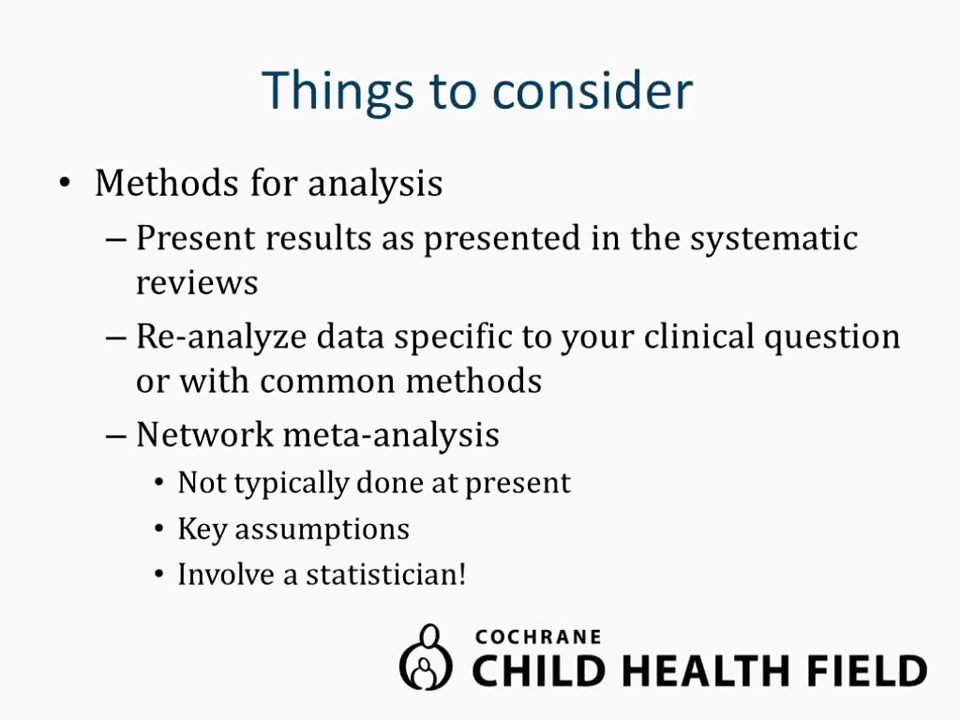 Things to consider
• Methods for analysis
– Present results as presented in the systematic
reviews
– Re-analyze data specific to your clinical question
or with common methods
– Network meta-analysis
• Not typically done at present
• Key assumptions
• Involve a statistician!
COCHRANE
CHILD HEALTH FIELD